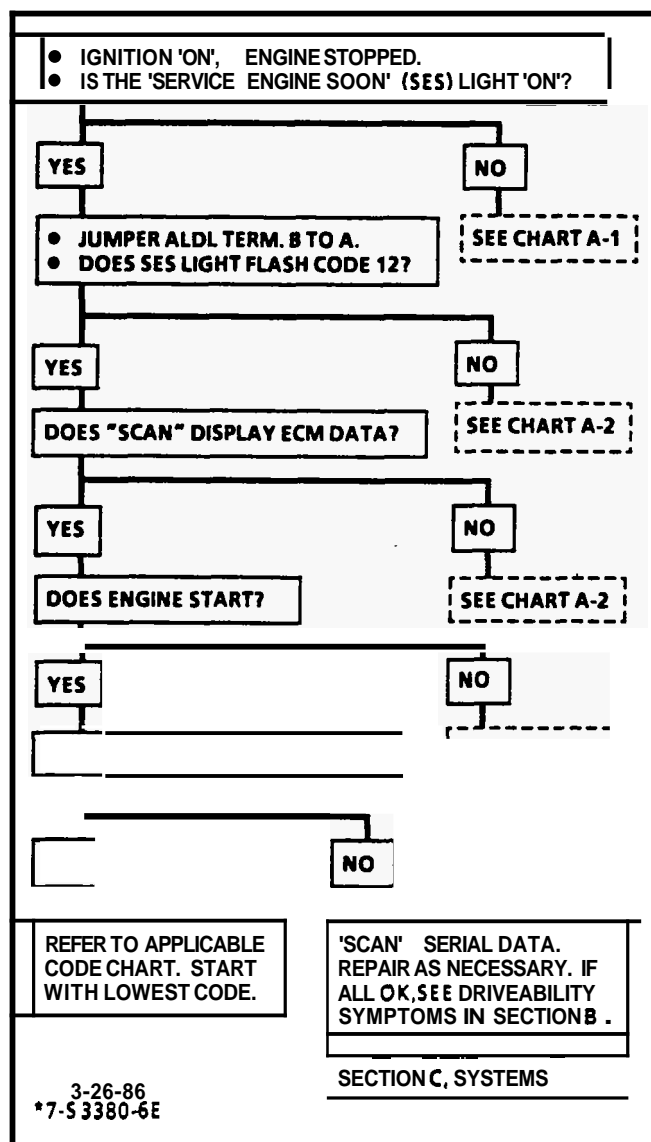 ● IGNITION 'ON', ENGINE STOPPED.
● IS THE 'SERVICE ENGINE SOON' (SES) LIGHT 'ON'?
YES
NO
● JUMPER ALDL TERM. B TO A.
● DOES SES LIGHT FLASH CODE 12?
SEE CHART A-1
YES
NO
DOES "SCAN" DISPLAY ECM DATA?
SEE CHART A-2
YES
NO
DOES ENGINE START?
SEE CHART A-2
YES
NO
NO
REFER TO APPLICABLE
CODE CHART. START
WITH LOWEST CODE.
'SCAN' SERIAL DATA.
REPAIR AS NECESSARY. IF
ALL OK, SEE DRIVEABILITY
SYMPTOMS IN SECTION B.
SECTION C, SYSTEMS
3-26-86
*7-S 3380-6E